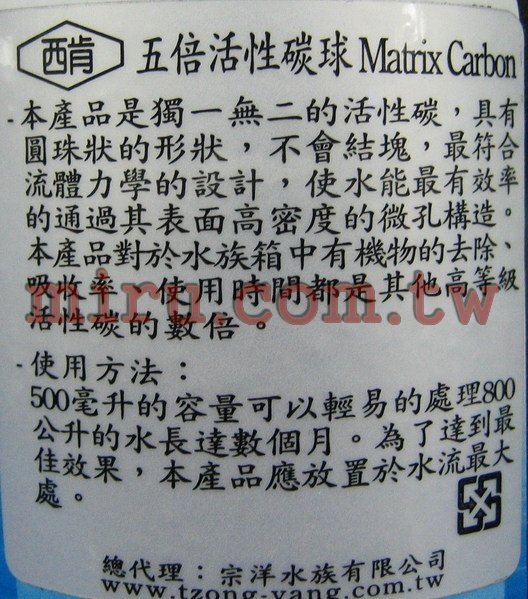 酋 五倍活性碳球 Matrix Carbon
-本產品是獨一無二的活性碳，具有
圓珠狀的形狀，不會結塊，最符合
流體力學的設計，使水能最有效率
的通過其表面高密度的微孔構造。
本產品對於水族箱中有機物的去除、
吸收率、使用時間都是其他高等級
活性碳的數倍。
miru.com.tw
-使用方法：
500毫升的容量可以輕易的處理800
公升的水長達數個月。為了達到最
佳效果，本產品應放置於水流最大
處。
總代理：宗洋水族有限公司
www.tzong-yang.com.tw